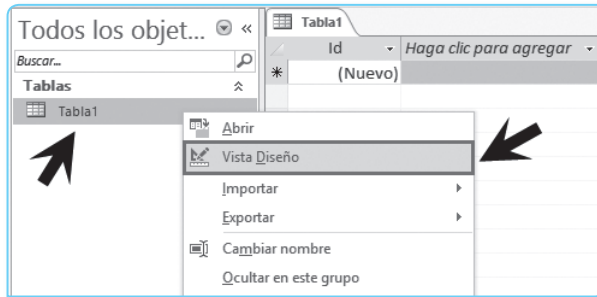 Todos los objet... «
Buscar...
Tablas
Tabla1
Tabla1
Id Haga clic para agregar
(Nuevo)
Abrir
Vista Diseño
Importar
Exportar
Cambiar nombre
Ocultar en este grupo